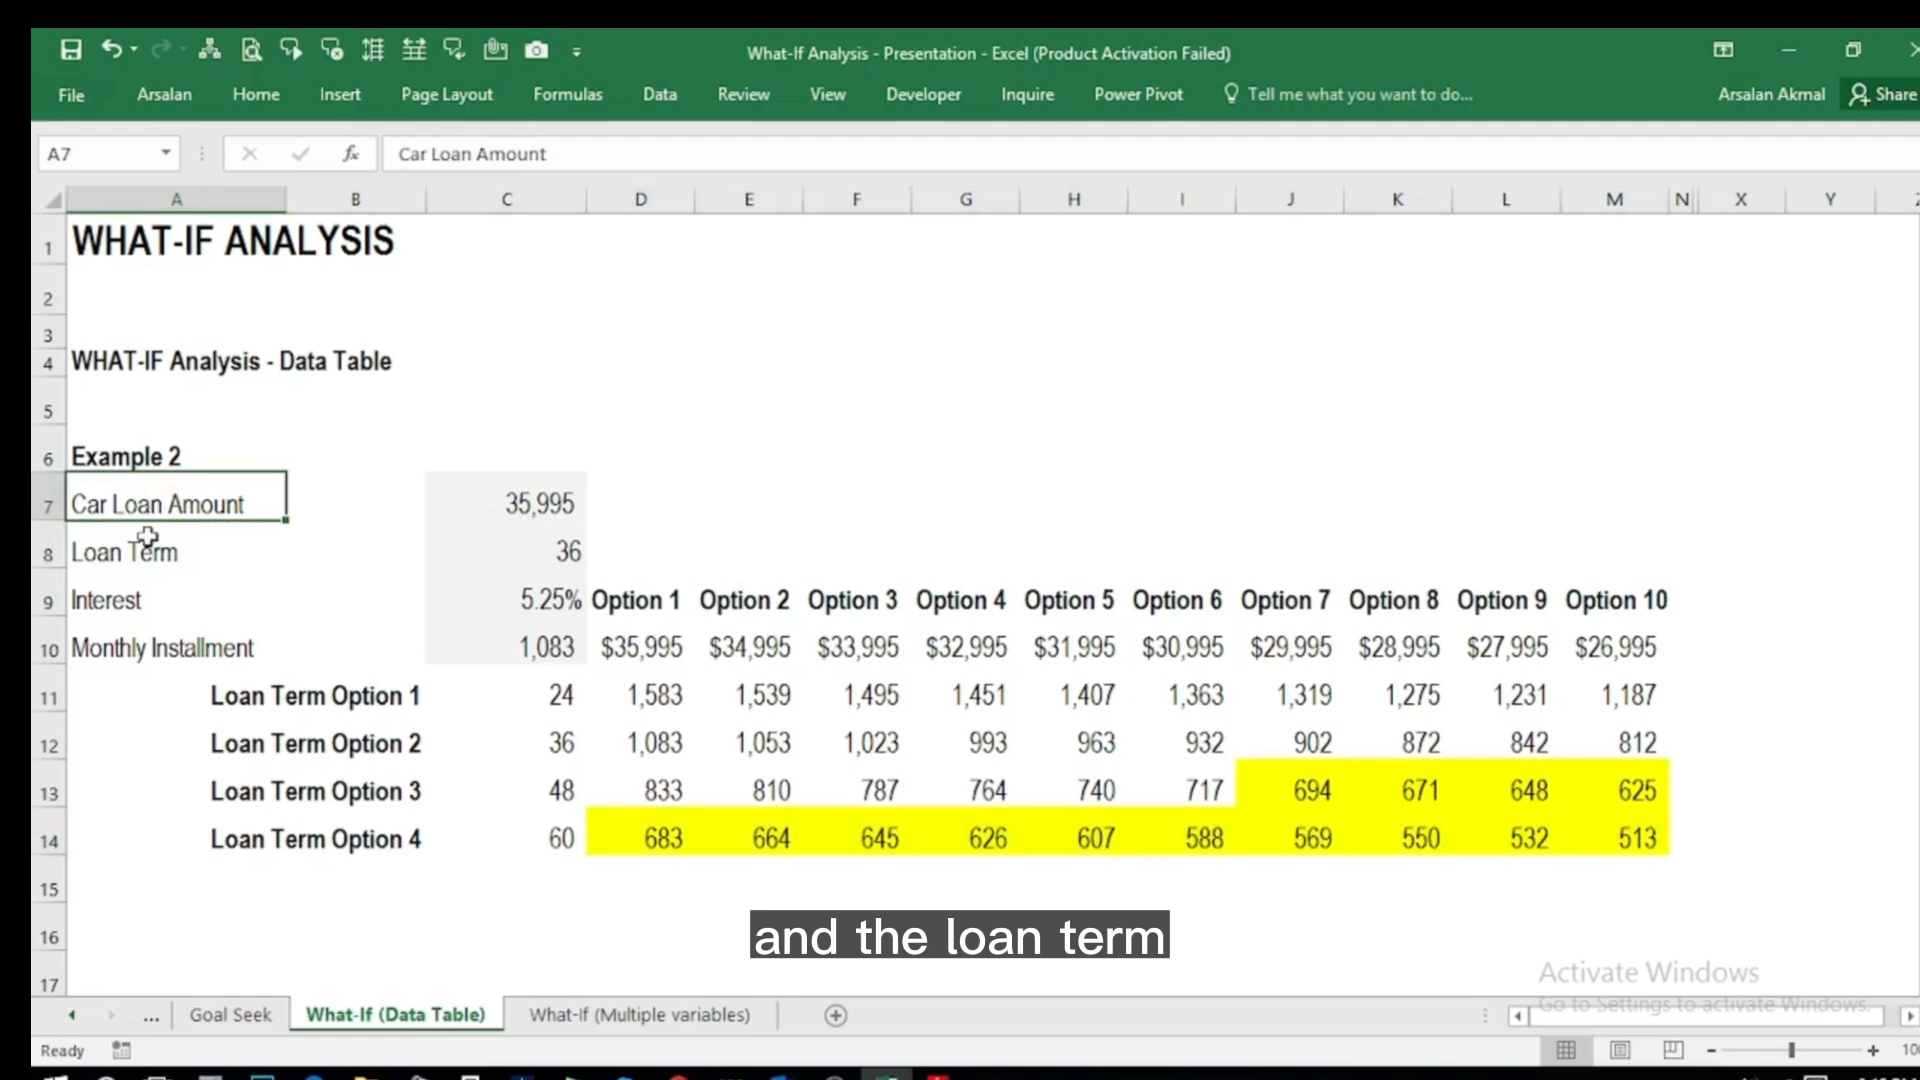 What-If Analysis - Presentation - Excel (Product Activation Failed)
File Arsalan Home Insert Page Layout Formulas Data Review View Developer Inquire Power Pivot Tell me what you want to do... Arsalan Akmal Share
A7 fx Car Loan Amount
A B C D E F G H I J K L M N X Y
1 WHAT-IF ANALYSIS
2
3
4 WHAT-IF Analysis - Data Table
5
6 Example 2
7 Car Loan Amount 35,995
8 Loan Term 36
9 Interest 5.25% Option 1 Option 2 Option 3 Option 4 Option 5 Option 6 Option 7 Option 8 Option 9 Option 10
10 Monthly Installment 1,083 $35,995 $34,995 $33,995 $32,995 $31,995 $30,995 $29,995 $28,995 $27,995 $26,995
11 Loan Term Option 1 24 1,583 1,539 1,495 1,451 1,407 1,363 1,319 1,275 1,231 1,187
12 Loan Term Option 2 36 1,083 1,053 1,023 993 963 932 902 872 842 812
13 Loan Term Option 3 48 833 810 787 764 740 717 694 671 648 625
14 Loan Term Option 4 60 683 664 645 626 607 588 569 550 532 513
15
16
and the loan term
17
Activate Windows
Go to Settings to activate Windows.
... Goal Seek What-If (Data Table) What-If (Multiple variables)
Ready